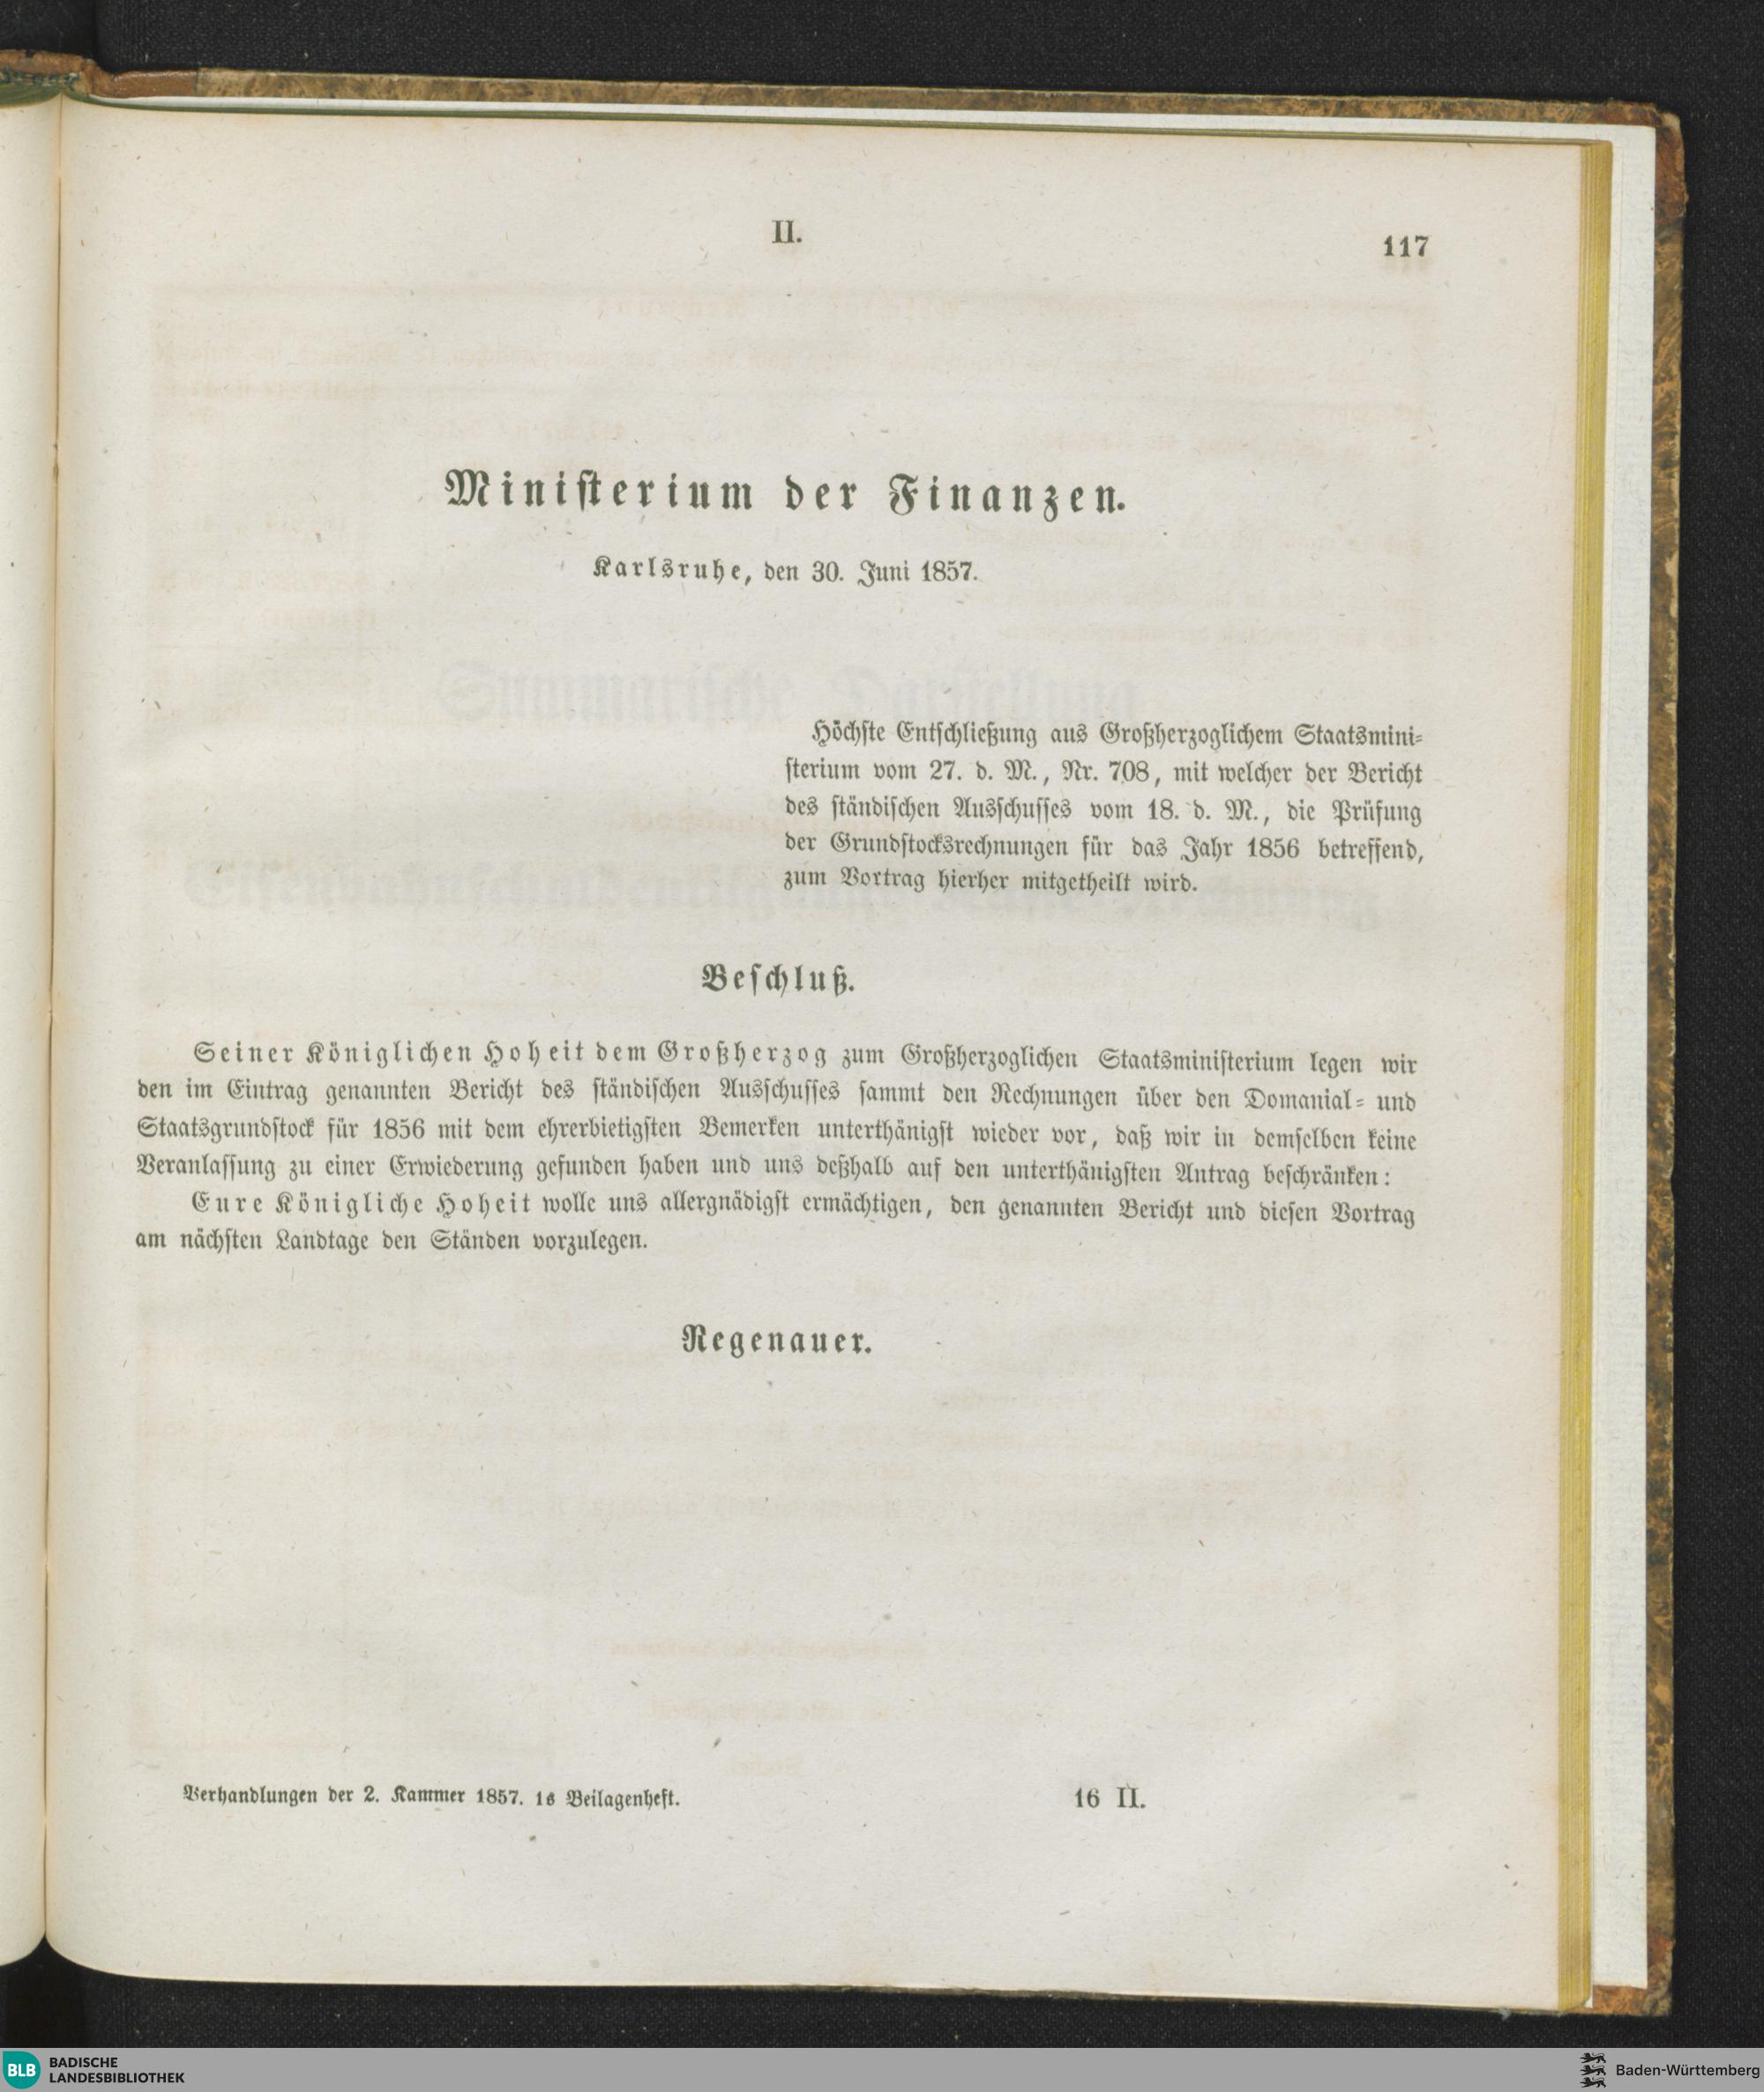 II.
117
Ministerium der Finanzen.
Karlsruhe, den 30. Juni 1857.
Höchste Entschließung aus Großherzoglichem Staatsmini-
sterium vom 27. d. M., Nr. 708, mit welcher der Bericht
des ständischen Ausschusses vom 18. d. M., die Prüfung
der Grundstocksrechnungen für das Jahr 1856 betreffend,
zum Vortrag hierher mitgetheilt wird.
Beschluß.
Seiner Königlichen Hoheit dem Großherzog zum Großherzoglichen Staatsministerium legen wir
den im Eintrag genannten Bericht des ständischen Ausschusses sammt den Rechnungen über den Domanial- und
Staatsgrundstock für 1856 mit dem ehrerbietigsten Bemerken unterthänigst wieder vor, daß wir in demselben keine
Veranlassung zu einer Erwiederung gefunden haben und uns deßhalb auf den unterthänigsten Antrag beschränken:
Eure Königliche Hoheit wolle uns allergnädigst ermächtigen, den genannten Bericht und diesen Vortrag
am nächsten Landtage den Ständen vorzulegen.
Regenauer.
Verhandlungen der 2. Kammer 1857. 1s Beilagenheft.
16 II.
BLB BADISCHE
LANDESBIBLIOTHEK
Baden-Württemberg